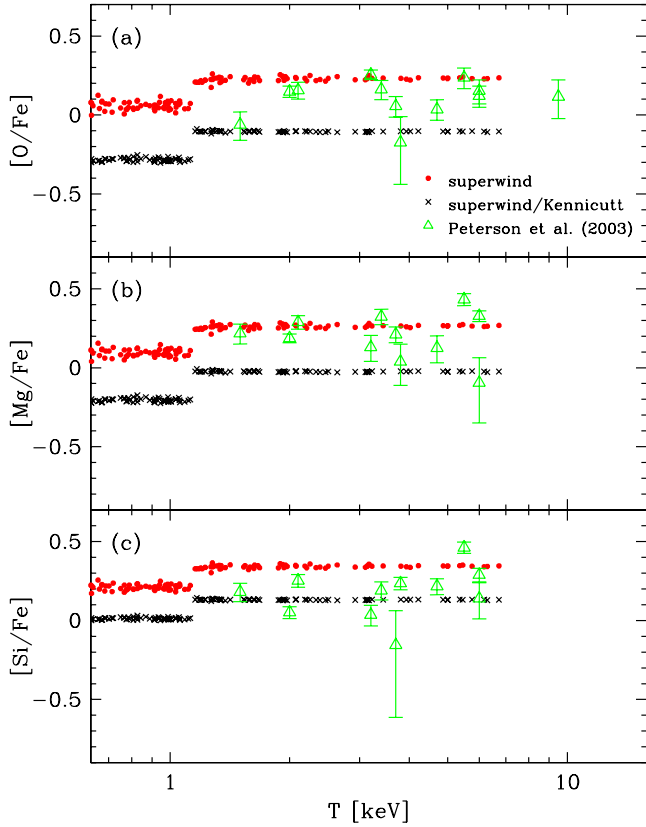 0.5
(a)
[O/Fe]
0
superwind
superwind/Kennicutt
Peterson et al. (2003)
−0.5
0.5
(b)
[Mg/Fe]
0
−0.5
0.5
(c)
[Si/Fe]
0
−0.5
1
10
T [keV]